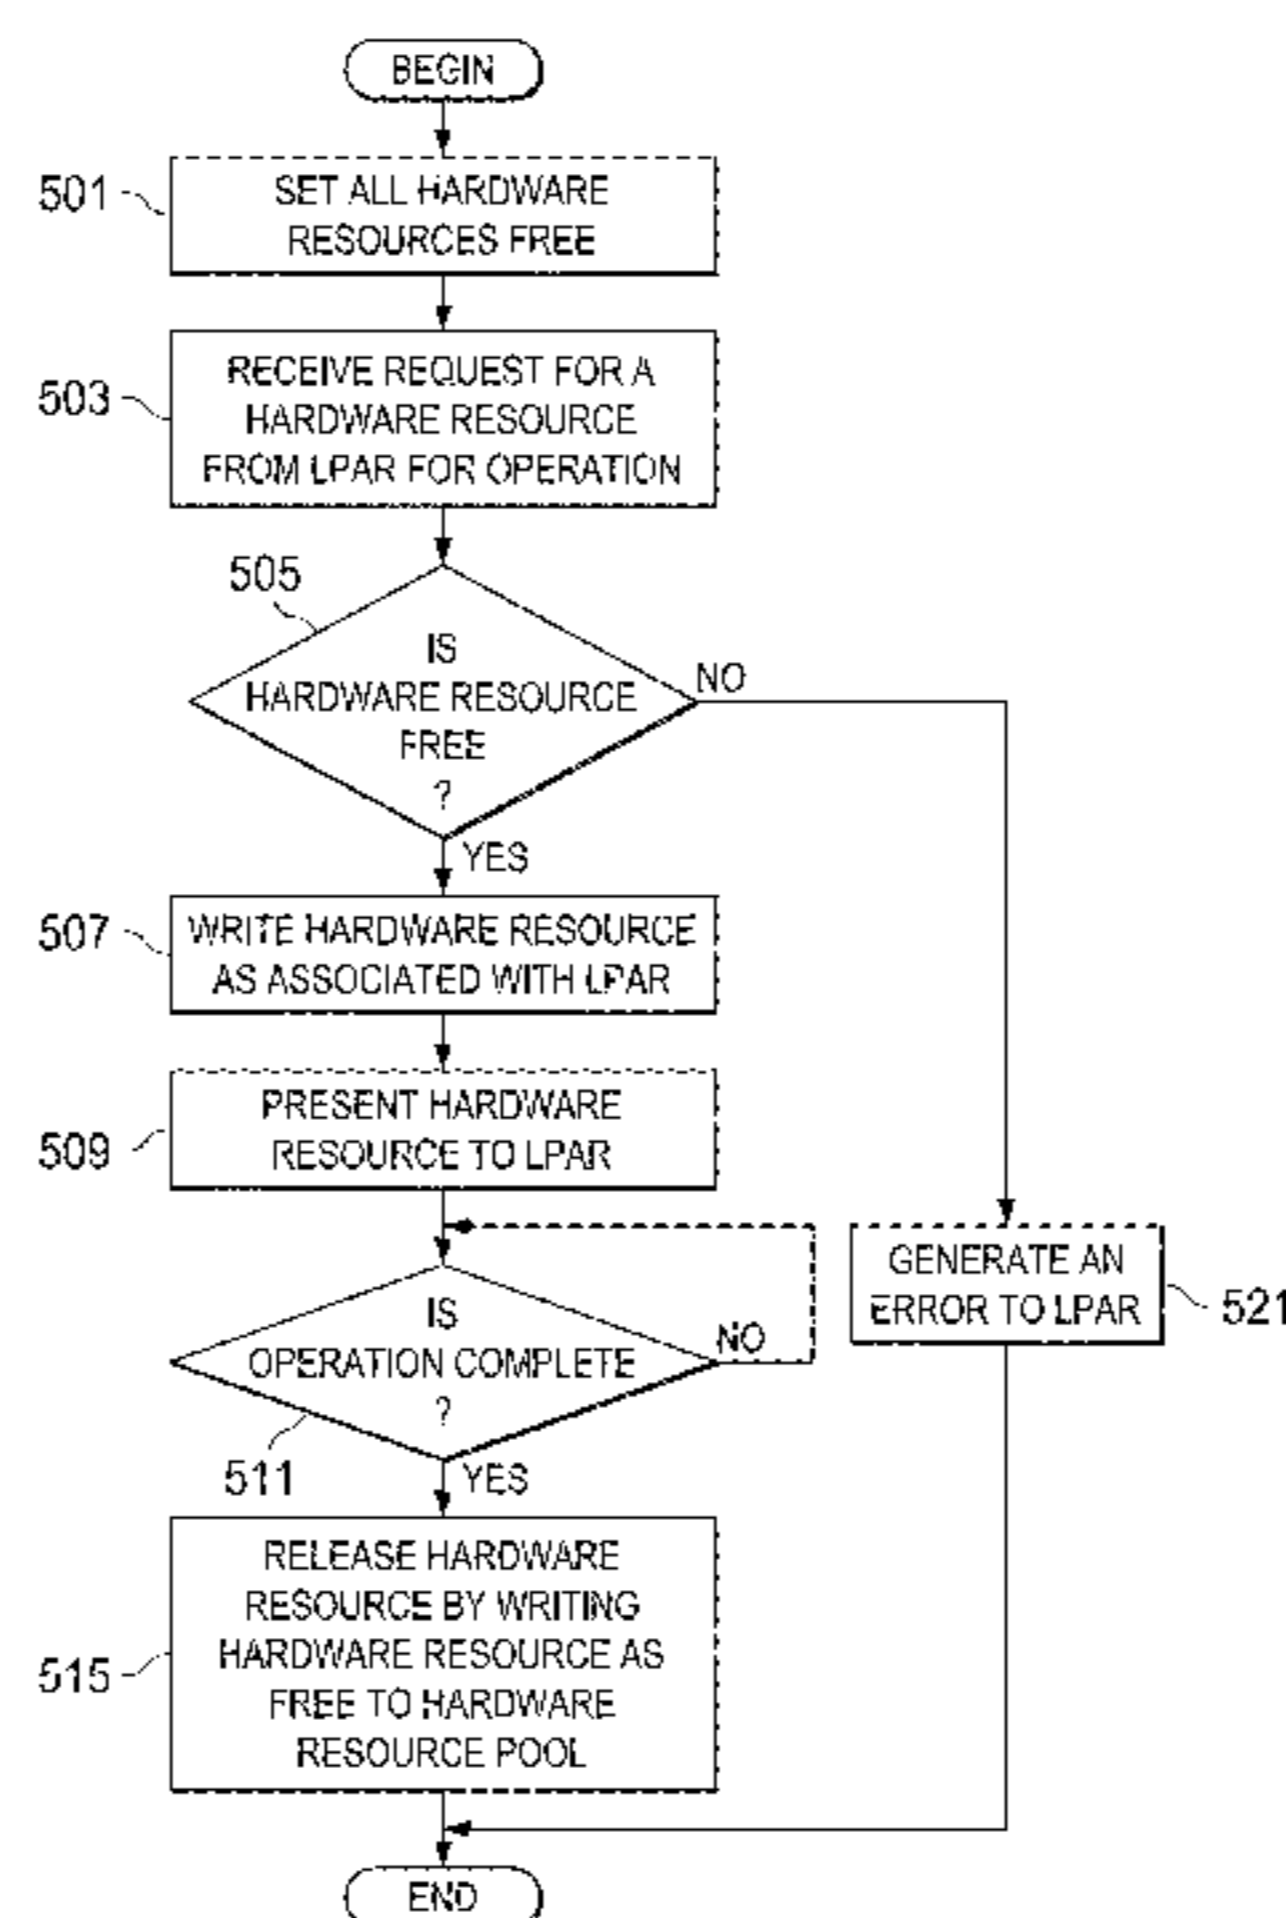 BEGIN
501
SET ALL HARDWARE
RESOURCES FREE
503
RECEIVE REQUEST FOR A
HARDWARE RESOURCE
FROM LPAR FOR OPERATION
505
IS
HARDWARE RESOURCE
FREE
?
NO
YES
507
WRITE HARDWARE RESOURCE
AS ASSOCIATED WITH LPAR
509
PRESENT HARDWARE
RESOURCE TO LPAR
GENERATE AN
ERROR TO LPAR
521
IS
OPERATION COMPLETE
?
NO
511
YES
515
RELEASE HARDWARE
RESOURCE BY WRITING
HARDWARE RESOURCE AS
FREE TO HARDWARE
RESOURCE POOL
END